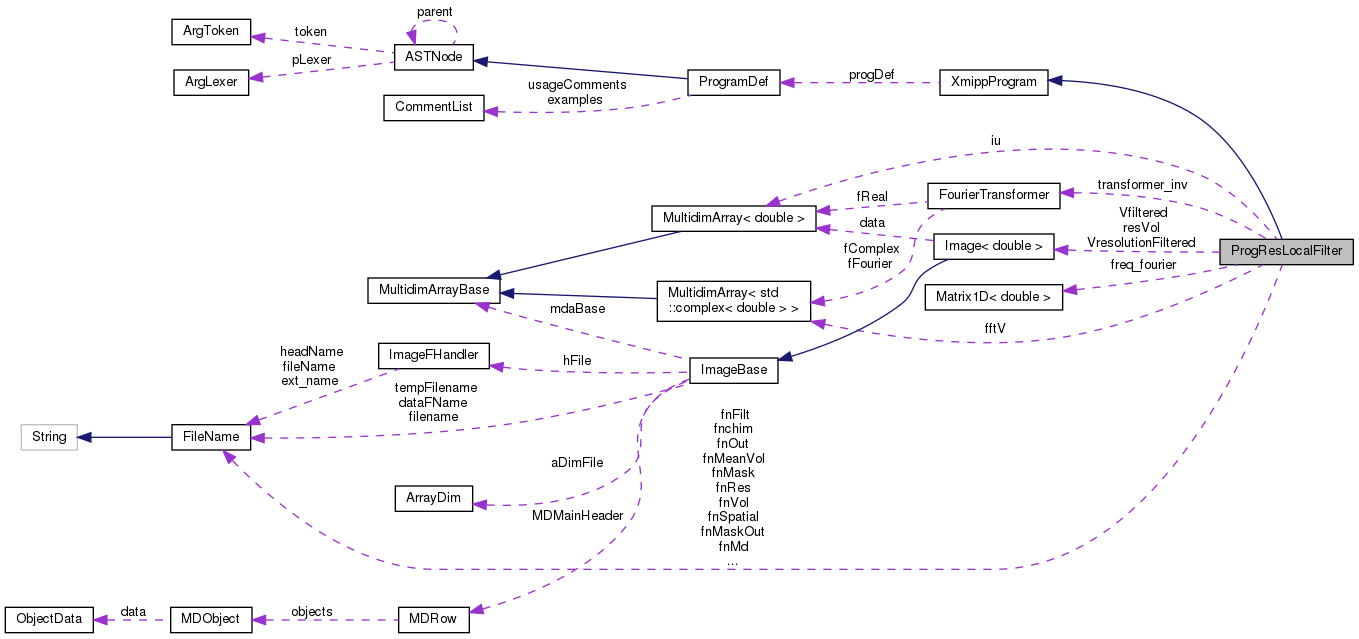 parent
ArgToken
token
ASTNode
pLexer
ArgLexer
ProgramDef
progDef
XmippProgram
usageComments
examples
CommentList
iu
transformer_inv
FourierTransformer
fReal
MultidimArray< double >
data
Vfiltered
resVol
VresolutionFiltered
Image< double >
ProgResLocalFilter
fComplex
fFourier
freq_fourier
MultidimArrayBase
MultidimArray< std
::complex< double > >
Matrix1D< double >
mdaBase
fftV
headName
fileName
ext_name
ImageFHandler
hFile
ImageBase
tempFilename
dataFName
filename
String
FileName
fnFilt
fnchim
fnOut
fnMeanVol
fnMask
fnRes
fnVol
fnSpatial
fnMaskOut
fnMd
...
aDimFile
ArrayDim
MDMainHeader
ObjectData
data
MDObject
objects
MDRow